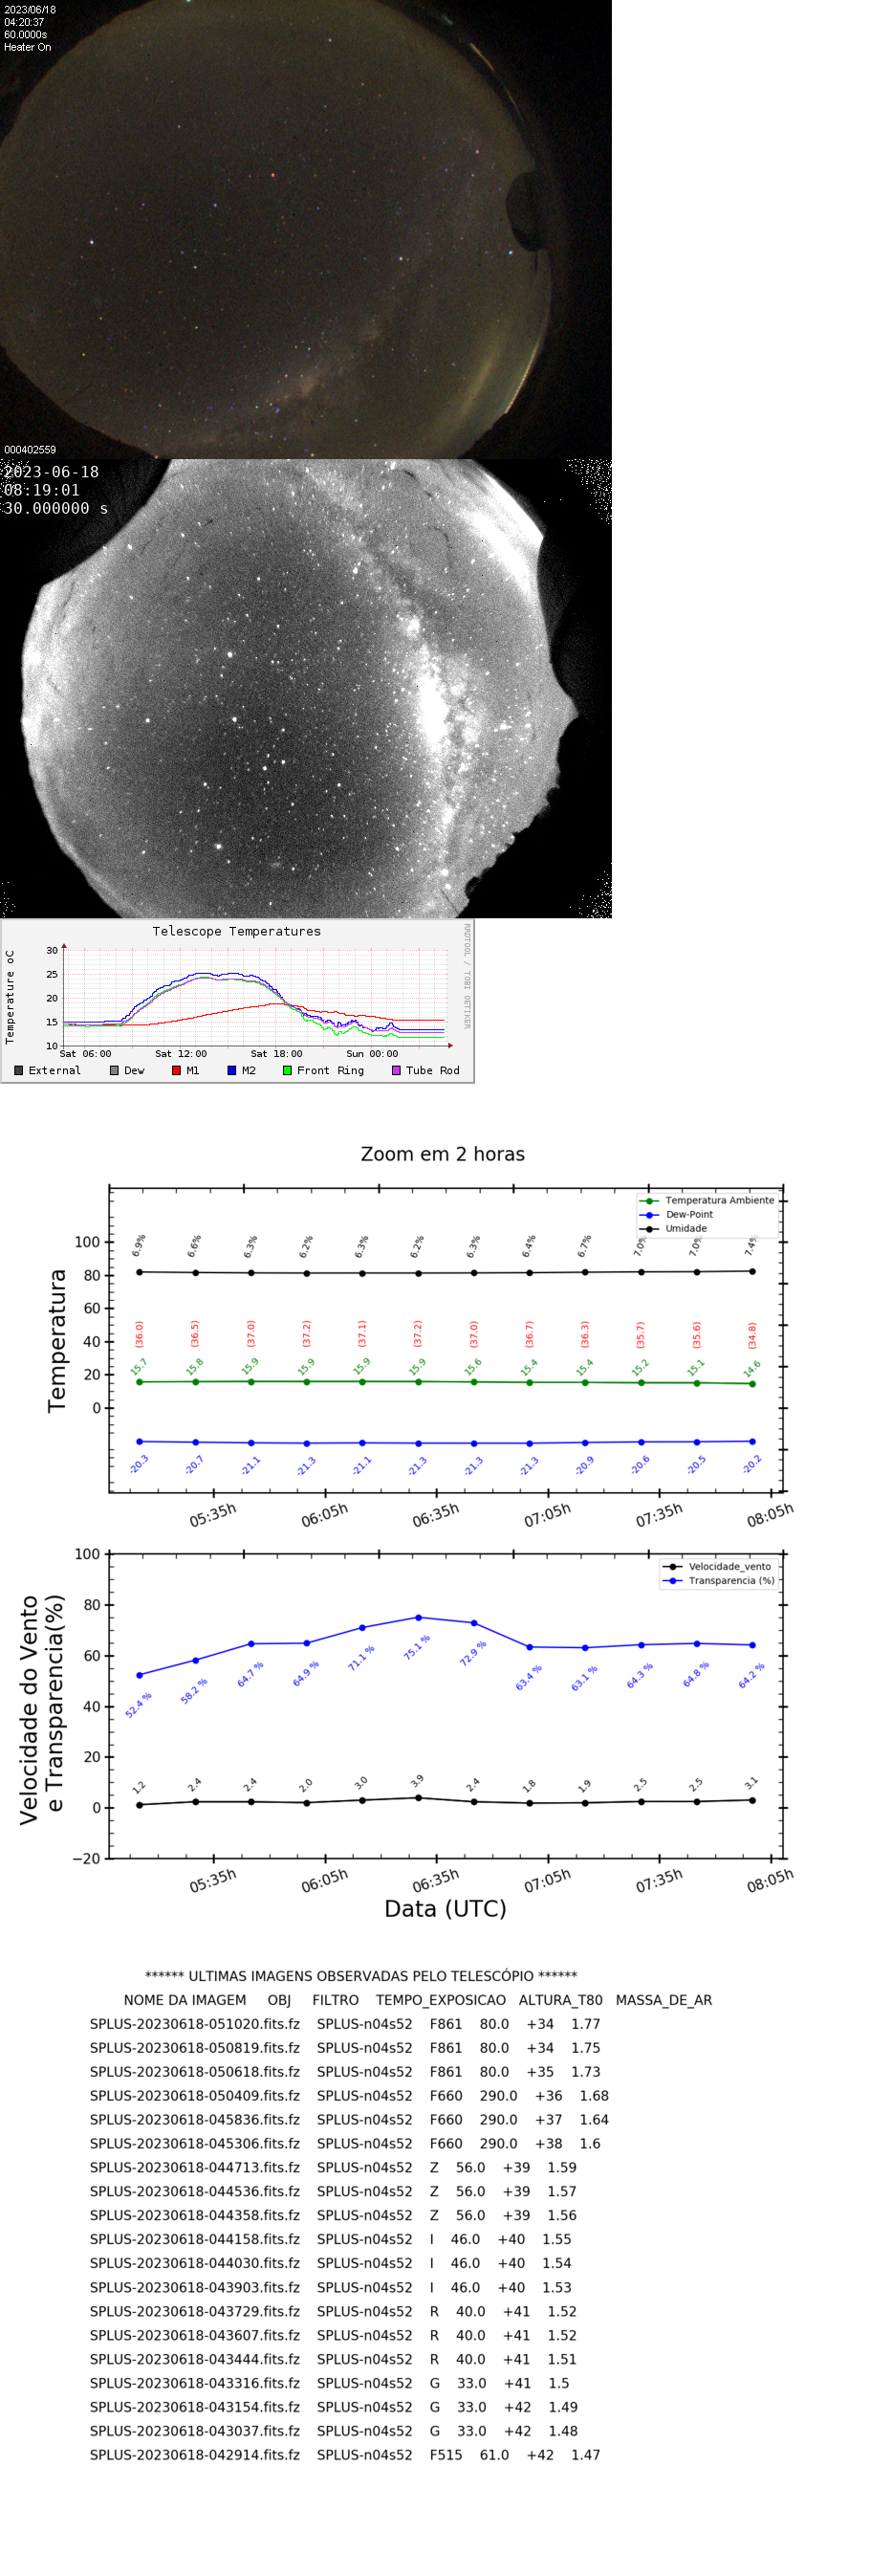 2023/06/18
04:20:37
60.0000s
Heater On
000402559
2023-06-18
08:19:01
30.000000 s
Telescope Temperatures
RRDTOOL / TOBI OETIKER
Temperature oC
30
25
20
15
10
Sat 06:00 Sat 12:00 Sat 18:00 Sun 00:00
External Dew M1 M2 Front Ring Tube Rod
Zoom em 2 horas
Temperatura Ambiente
Dew-Point
Umidade
Temperatura
100
80
60
40
20
0
6.9% 6.6% 6.3% 6.2% 6.3% 6.2% 6.3% 6.4% 6.7% 7.0% 7.0% 7.4%
(36.0) (36.5) (37.0) (37.2) (37.1) (37.2) (37.0) (36.7) (36.3) (35.7) (35.6) (34.8)
15.7 15.8 15.9 15.9 15.9 15.9 15.6 15.4 15.4 15.2 15.1 14.6
-20.3 -20.7 -21.1 -21.3 -21.1 -21.3 -21.3 -21.3 -20.9 -20.6 -20.5 -20.2
05:35h 06:05h 06:35h 07:05h 07:35h 08:05h
Velocidade_vento
Transparencia (%)
Velocidade do Vento
e Transparencia(%)
100
80
60
40
20
0
−20
52.4 % 58.2 % 64.7 % 64.9 % 71.1 % 75.1 % 72.9 % 63.4 % 63.1 % 64.3 % 64.8 % 64.2 %
1.2 2.4 2.4 2.0 3.0 3.9 2.4 1.8 1.9 2.5 2.5 3.1
05:35h 06:05h 06:35h 07:05h 07:35h 08:05h
Data (UTC)
****** ULTIMAS IMAGENS OBSERVADAS PELO TELESCÓPIO ******
NOME DA IMAGEM OBJ FILTRO TEMPO_EXPOSICAO ALTURA_T80 MASSA_DE_AR
SPLUS-20230618-051020.fits.fz SPLUS-n04s52 F861 80.0 +34 1.77
SPLUS-20230618-050819.fits.fz SPLUS-n04s52 F861 80.0 +34 1.75
SPLUS-20230618-050618.fits.fz SPLUS-n04s52 F861 80.0 +35 1.73
SPLUS-20230618-050409.fits.fz SPLUS-n04s52 F660 290.0 +36 1.68
SPLUS-20230618-045836.fits.fz SPLUS-n04s52 F660 290.0 +37 1.64
SPLUS-20230618-045306.fits.fz SPLUS-n04s52 F660 290.0 +38 1.6
SPLUS-20230618-044713.fits.fz SPLUS-n04s52 Z 56.0 +39 1.59
SPLUS-20230618-044536.fits.fz SPLUS-n04s52 Z 56.0 +39 1.57
SPLUS-20230618-044358.fits.fz SPLUS-n04s52 Z 56.0 +39 1.56
SPLUS-20230618-044158.fits.fz SPLUS-n04s52 I 46.0 +40 1.55
SPLUS-20230618-044030.fits.fz SPLUS-n04s52 I 46.0 +40 1.54
SPLUS-20230618-043903.fits.fz SPLUS-n04s52 I 46.0 +40 1.53
SPLUS-20230618-043729.fits.fz SPLUS-n04s52 R 40.0 +41 1.52
SPLUS-20230618-043607.fits.fz SPLUS-n04s52 R 40.0 +41 1.52
SPLUS-20230618-043444.fits.fz SPLUS-n04s52 R 40.0 +41 1.51
SPLUS-20230618-043316.fits.fz SPLUS-n04s52 G 33.0 +41 1.5
SPLUS-20230618-043154.fits.fz SPLUS-n04s52 G 33.0 +42 1.49
SPLUS-20230618-043037.fits.fz SPLUS-n04s52 G 33.0 +42 1.48
SPLUS-20230618-042914.fits.fz SPLUS-n04s52 F515 61.0 +42 1.47